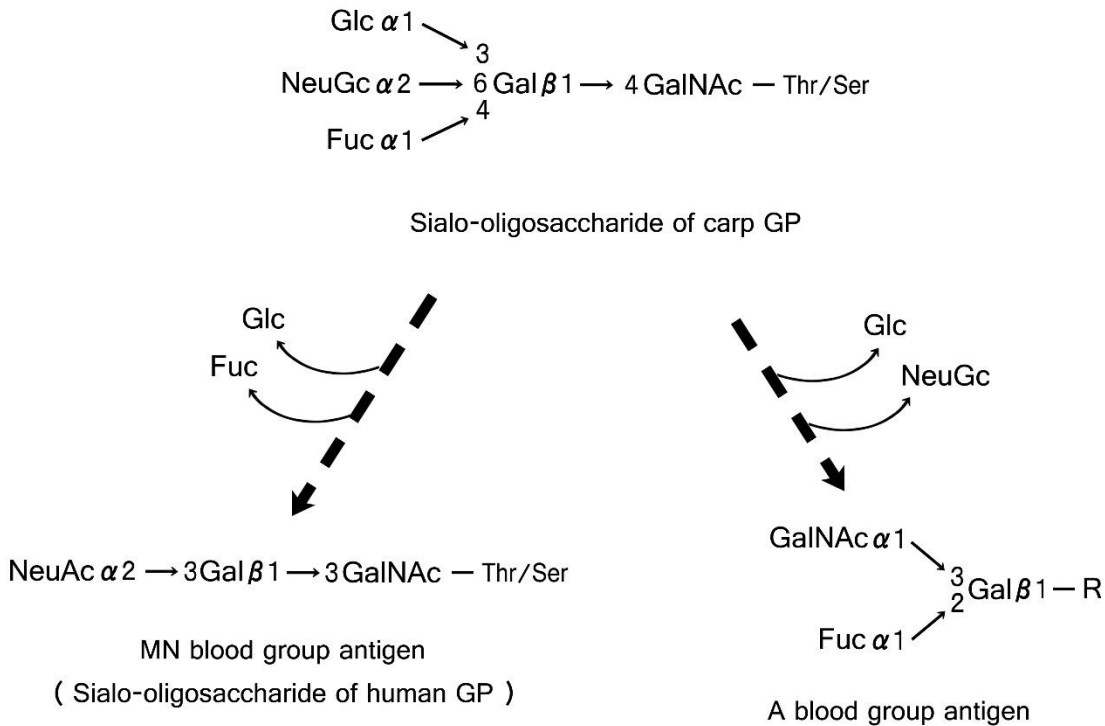 Glc α1
3
NeuGc α2 → 6 Gal β1 → 4 GalNAc — Thr/Ser
4
Fuc α1
Sialo-oligosaccharide of carp GP
Glc
Fuc
Glc
NeuGc
NeuAc α2 → 3Gal β1 → 3 GalNAc — Thr/Ser
MN blood group antigen
( Sialo-oligosaccharide of human GP )
GalNAc α1
3
2
Gal β1 — R
Fuc α1
A blood group antigen